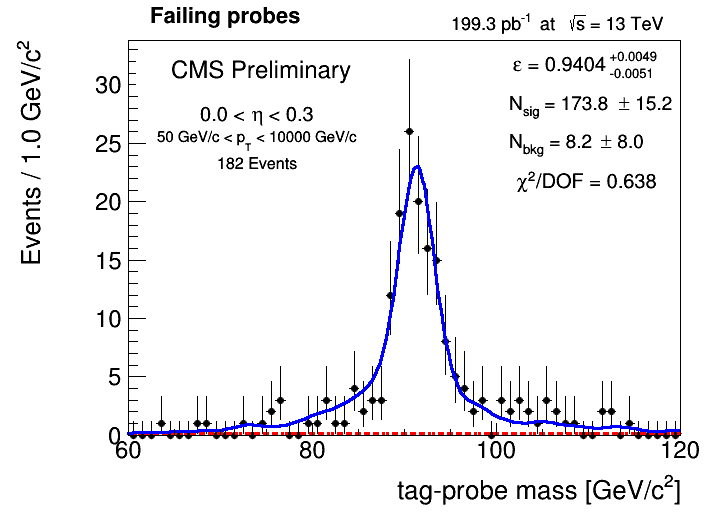 Failing probes
199.3 pb⁻¹ at √s = 13 TeV
CMS Preliminary
0.0 < η < 0.3
50 GeV/c < p_T < 10000 GeV/c
182 Events
ε = 0.9404 +0.0049 -0.0051
N_sig = 173.8 ± 15.2
N_bkg = 8.2 ± 8.0
χ²/DOF = 0.638
Events / 1.0 GeV/c²
30
25
20
15
10
5
0
60 80 100 120
tag-probe mass [GeV/c²]